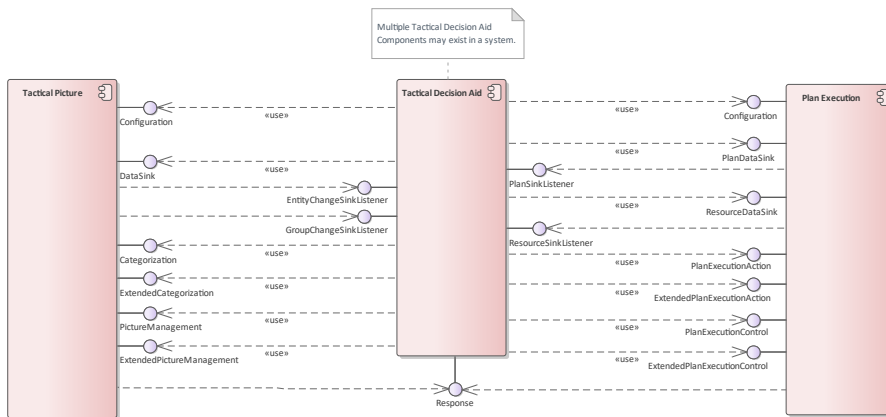 Multiple Tactical Decision Aid
Components may exist in a system.
Tactical Picture
Tactical Decision Aid
Plan Execution
Configuration
«use»
DataSink
«use»
EntityChangeSinkListener
GroupChangeSinkListener
Categorization
«use»
ExtendedCategorization
«use»
PictureManagement
«use»
ExtendedPictureManagement
«use»
«use»
Configuration
«use»
PlanDataSink
PlanSinkListener
«use»
ResourceDataSink
ResourceSinkListener
«use»
PlanExecutionAction
«use»
ExtendedPlanExecutionAction
«use»
PlanExecutionControl
«use»
ExtendedPlanExecutionControl
Response